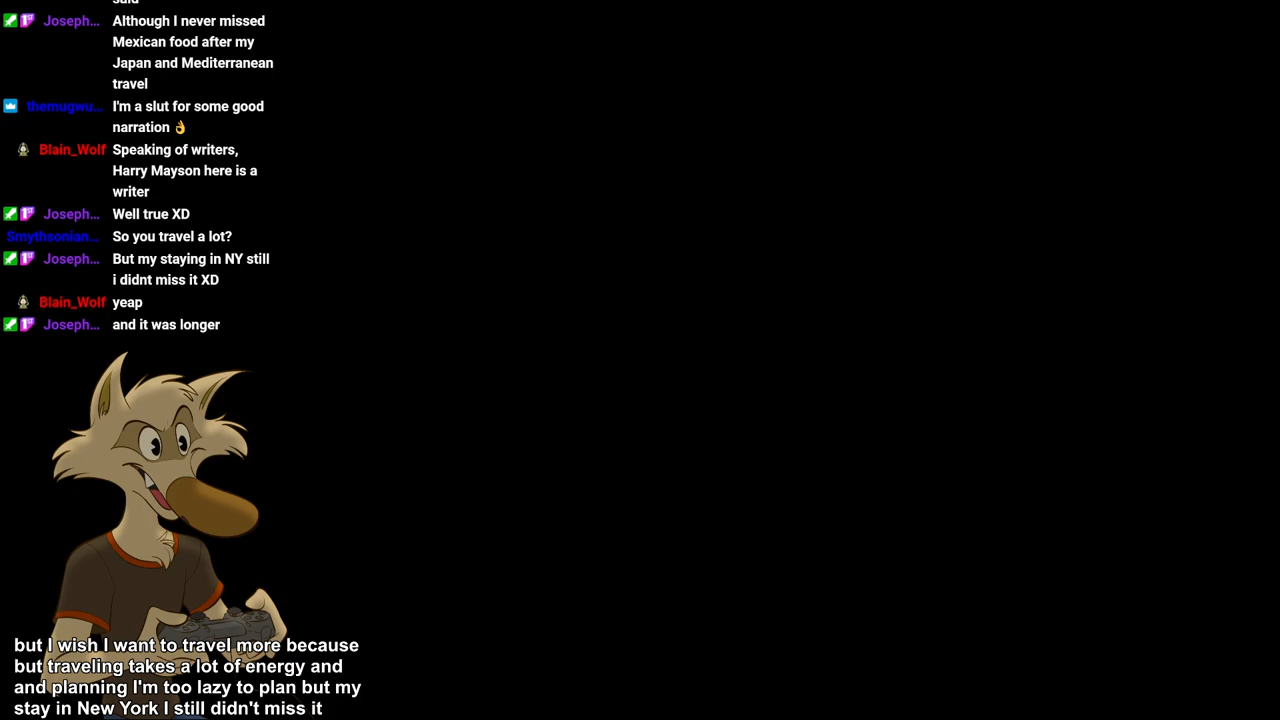 said
Joseph... Although I never missed
Mexican food after my
Japan and Mediterranean
travel
themugwu... I'm a slut for some good
narration 👌
Blain_Wolf Speaking of writers,
Harry Mayson here is a
writer
Joseph... Well true XD
Smythsonian... So you travel a lot?
Joseph... But my staying in NY still
i didnt miss it XD
Blain_Wolf yeap
Joseph... and it was longer
but I wish I want to travel more because
but traveling takes a lot of energy and
and planning I'm too lazy to plan but my
stay in New York I still didn't miss it